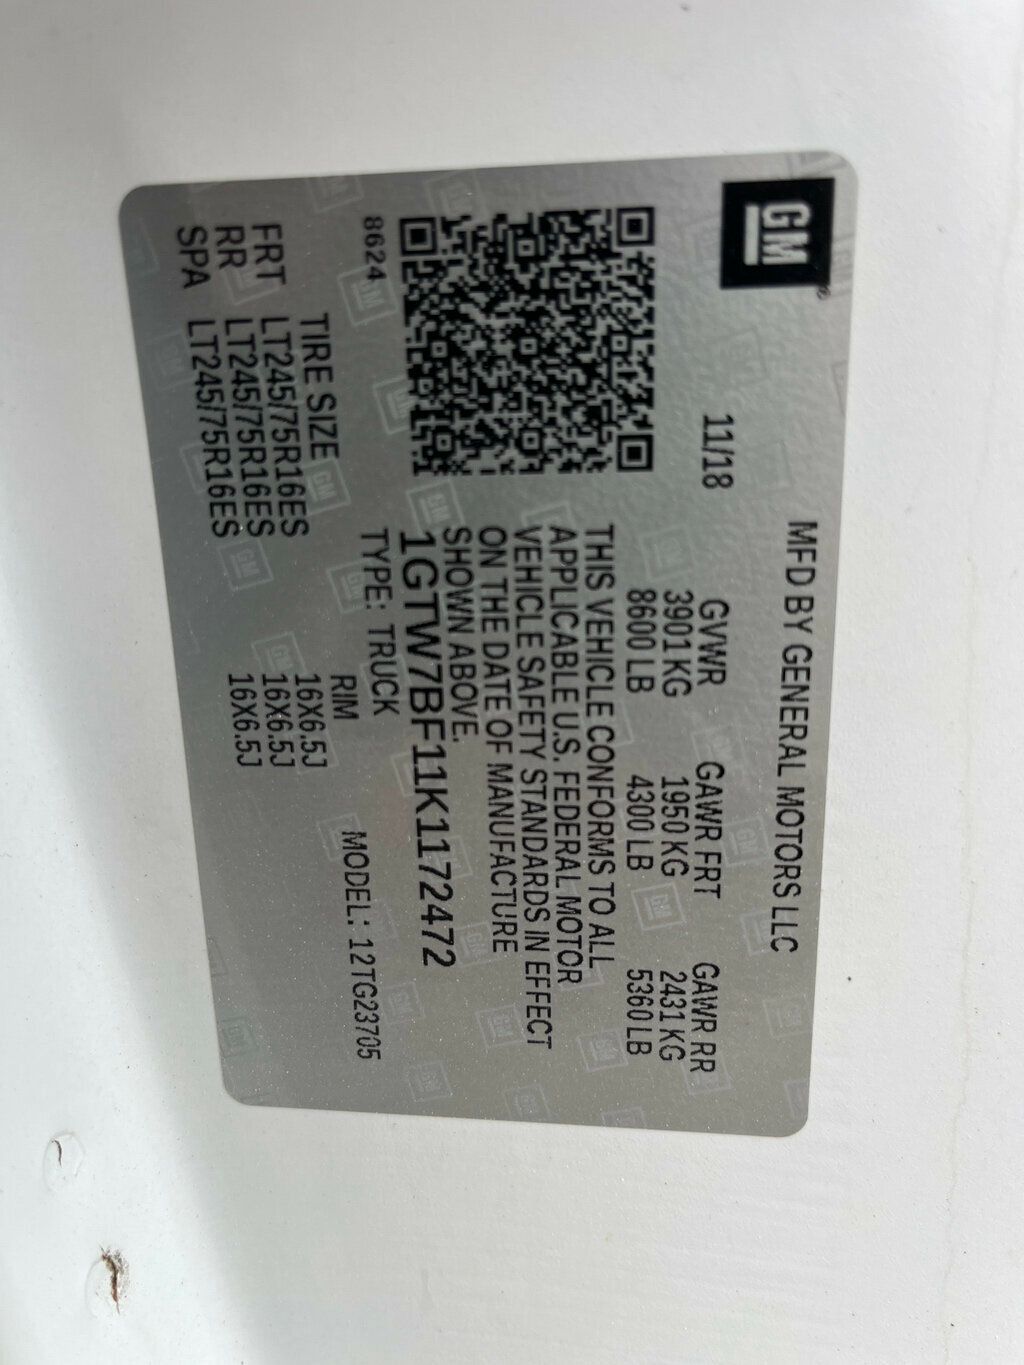 GM
MFD BY GENERAL MOTORS LLC
11/18 GVWR GAWR FRT GAWR RR
3901 KG 1950 KG 2431 KG
8600 LB 4300 LB 5360 LB
THIS VEHICLE CONFORMS TO ALL
APPLICABLE U.S. FEDERAL MOTOR
VEHICLE SAFETY STANDARDS IN EFFECT
ON THE DATE OF MANUFACTURE
SHOWN ABOVE.
1GTW7BF11K1172472
8624 TYPE: TRUCK MODEL: 12TG23705
TIRE SIZE RIM
FRT LT245/75R16ES 16X6.5J
RR LT245/75R16ES 16X6.5J
SPA LT245/75R16ES 16X6.5J